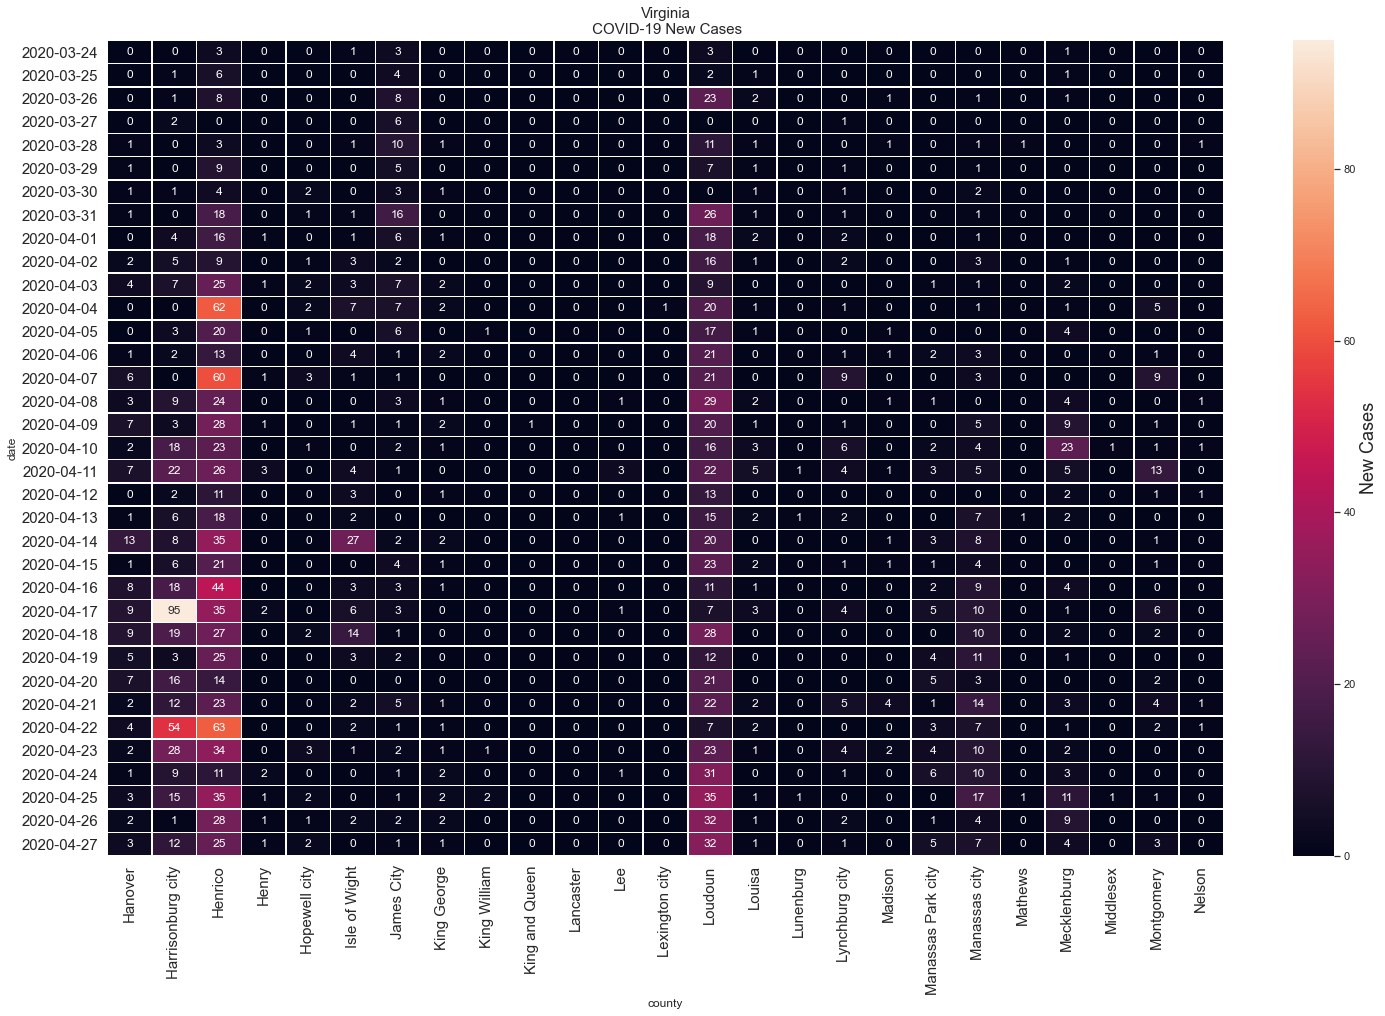 Virginia
COVID-19 New Cases
2020-03-24 0 0 3 0 0 1 3 0 0 0 0 0 0 3 0 0 0 0 0 0 0 1 0 0 0
2020-03-25 0 1 6 0 0 0 4 0 0 0 0 0 0 2 1 0 0 0 0 0 0 1 0 0 0
2020-03-26 0 1 8 0 0 0 8 0 0 0 0 0 0 23 2 0 0 1 0 1 0 1 0 0 0
2020-03-27 0 2 0 0 0 0 6 0 0 0 0 0 0 0 0 0 1 0 0 0 0 0 0 0 0
2020-03-28 1 0 3 0 0 1 10 1 0 0 0 0 0 11 1 0 0 1 0 1 1 0 0 0 1
2020-03-29 1 0 9 0 0 0 5 0 0 0 0 0 0 7 1 0 1 0 0 1 0 0 0 0 0
2020-03-30 1 1 4 0 2 0 3 1 0 0 0 0 0 0 1 0 1 0 0 2 0 0 0 0 0
2020-03-31 1 0 18 0 1 1 16 0 0 0 0 0 0 26 1 0 1 0 0 1 0 0 0 0 0
2020-04-01 0 4 16 1 0 1 6 1 0 0 0 0 0 18 2 0 2 0 0 1 0 0 0 0 0
2020-04-02 2 5 9 0 1 3 2 0 0 0 0 0 0 16 1 0 2 0 0 3 0 1 0 0 0
2020-04-03 4 7 25 1 2 3 7 2 0 0 0 0 0 9 0 0 0 0 1 1 0 2 0 0 0
2020-04-04 0 0 62 0 2 7 7 2 0 0 0 0 1 20 1 0 1 0 0 1 0 1 0 5 0
2020-04-05 0 3 20 0 1 0 6 0 1 0 0 0 0 17 1 0 0 1 0 0 0 4 0 0 0
2020-04-06 1 2 13 0 0 4 1 2 0 0 0 0 0 21 0 0 1 1 2 3 0 0 0 1 0
2020-04-07 6 0 60 1 3 1 1 0 0 0 0 0 0 21 0 0 9 0 0 3 0 0 0 9 0
2020-04-08 3 9 24 0 0 0 3 1 0 0 0 1 0 29 2 0 0 1 1 0 0 4 0 0 1
2020-04-09 7 3 28 1 0 1 1 2 0 1 0 0 0 20 1 0 1 0 0 5 0 9 0 1 0
2020-04-10 2 18 23 0 1 0 2 1 0 0 0 0 0 16 3 0 6 0 2 4 0 23 1 1 1
2020-04-11 7 22 26 3 0 4 1 0 0 0 0 3 0 22 5 1 4 1 3 5 0 5 0 13 0
2020-04-12 0 2 11 0 0 3 0 1 0 0 0 0 0 13 0 0 0 0 0 0 0 2 0 1 1
2020-04-13 1 6 18 0 0 2 0 0 0 0 0 1 0 15 2 1 2 0 0 7 1 2 0 0 0
2020-04-14 13 8 35 0 0 27 2 2 0 0 0 0 0 20 0 0 0 1 3 8 0 0 0 1 0
2020-04-15 1 6 21 0 0 0 4 1 0 0 0 0 0 23 2 0 1 1 1 4 0 0 0 1 0
2020-04-16 8 18 44 0 0 3 3 1 0 0 0 0 0 11 1 0 0 0 2 9 0 4 0 0 0
2020-04-17 9 95 35 2 0 6 3 0 0 0 0 1 0 7 3 0 4 0 5 10 0 1 0 6 0
2020-04-18 9 19 27 0 2 14 1 0 0 0 0 0 0 28 0 0 0 0 0 10 0 2 0 2 0
2020-04-19 5 3 25 0 0 3 2 0 0 0 0 0 0 12 0 0 0 0 4 11 0 1 0 0 0
2020-04-20 7 16 14 0 0 0 0 0 0 0 0 0 0 21 0 0 0 0 5 3 0 0 0 2 0
2020-04-21 2 12 23 0 0 2 5 1 0 0 0 0 0 22 2 0 5 4 1 14 0 3 0 4 1
2020-04-22 4 54 63 0 0 2 1 1 0 0 0 0 0 7 2 0 0 0 3 7 0 1 0 2 1
2020-04-23 2 28 34 0 3 1 2 1 1 0 0 0 0 23 1 0 4 2 4 10 0 2 0 0 0
2020-04-24 1 9 11 2 0 0 1 2 0 0 0 1 0 31 0 0 1 0 6 10 0 3 0 0 0
2020-04-25 3 15 35 1 2 0 1 2 2 0 0 0 0 35 1 1 0 0 0 17 1 11 1 1 0
2020-04-26 2 1 28 1 1 2 2 2 0 0 0 0 0 32 1 0 2 0 1 4 0 9 0 0 0
2020-04-27 3 12 25 1 2 0 1 1 0 0 0 0 0 32 1 0 1 0 5 7 0 4 0 3 0
date
Hanover
Harrisonburg city
Henrico
Henry
Hopewell city
Isle of Wight
James City
King George
King William
King and Queen
Lancaster
Lee
Lexington city
Loudoun
Louisa
Lunenburg
Lynchburg city
Madison
Manassas Park city
Manassas city
Mathews
Mecklenburg
Middlesex
Montgomery
Nelson
county
80
60
40
20
0
New Cases